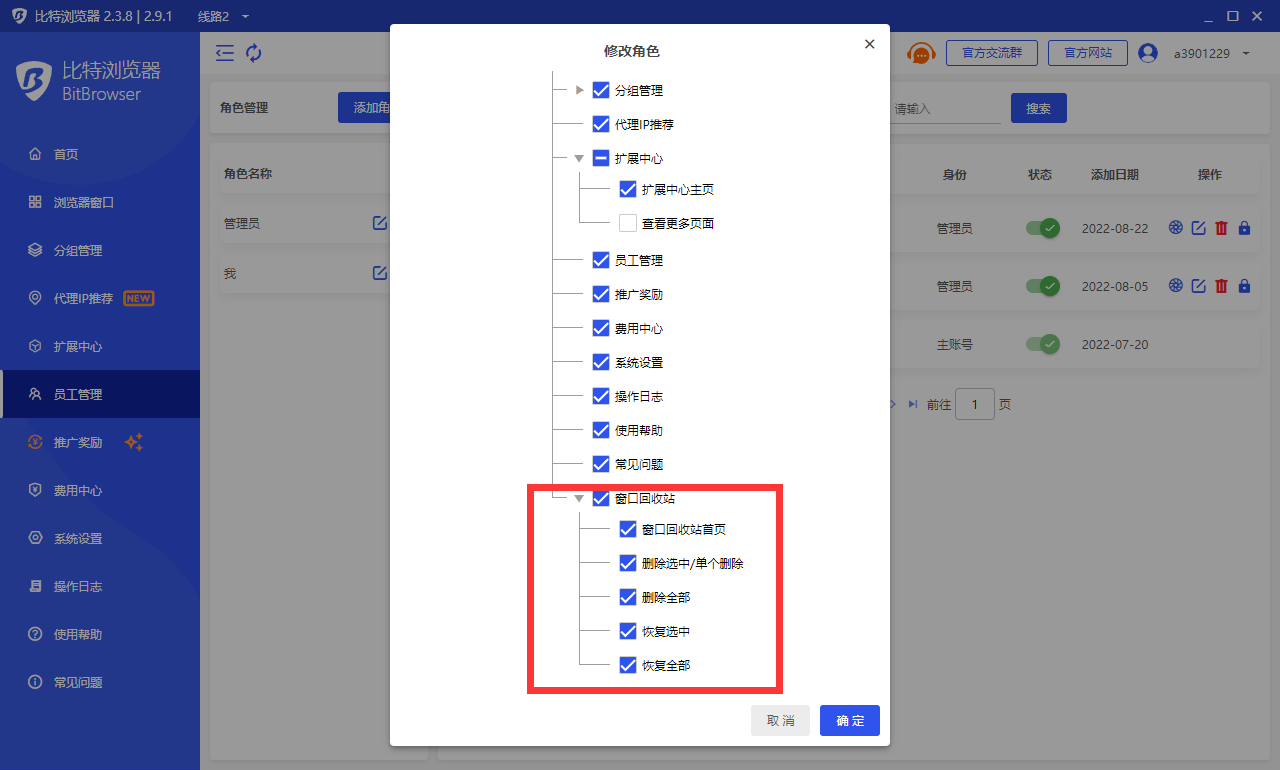 比特浏览器 2.3.8 | 2.9.1
线路2
比特浏览器
BitBrowser
首页
浏览器窗口
分组管理
代理IP推荐 NEW
扩展中心
员工管理
推广奖励
费用中心
系统设置
操作日志
使用帮助
常见问题
官方交流群
官方网站
a3901229
角色管理
添加角
请输入
搜索
角色名称
管理员
我
身份
状态
添加日期
操作
管理员
2022-08-22
管理员
2022-08-05
主账号
2022-07-20
前往 1 页
修改角色
分组管理
代理IP推荐
扩展中心
扩展中心主页
查看更多页面
员工管理
推广奖励
费用中心
系统设置
操作日志
使用帮助
常见问题
窗口回收站
窗口回收站首页
删除选中/单个删除
删除全部
恢复选中
恢复全部
取 消
确 定